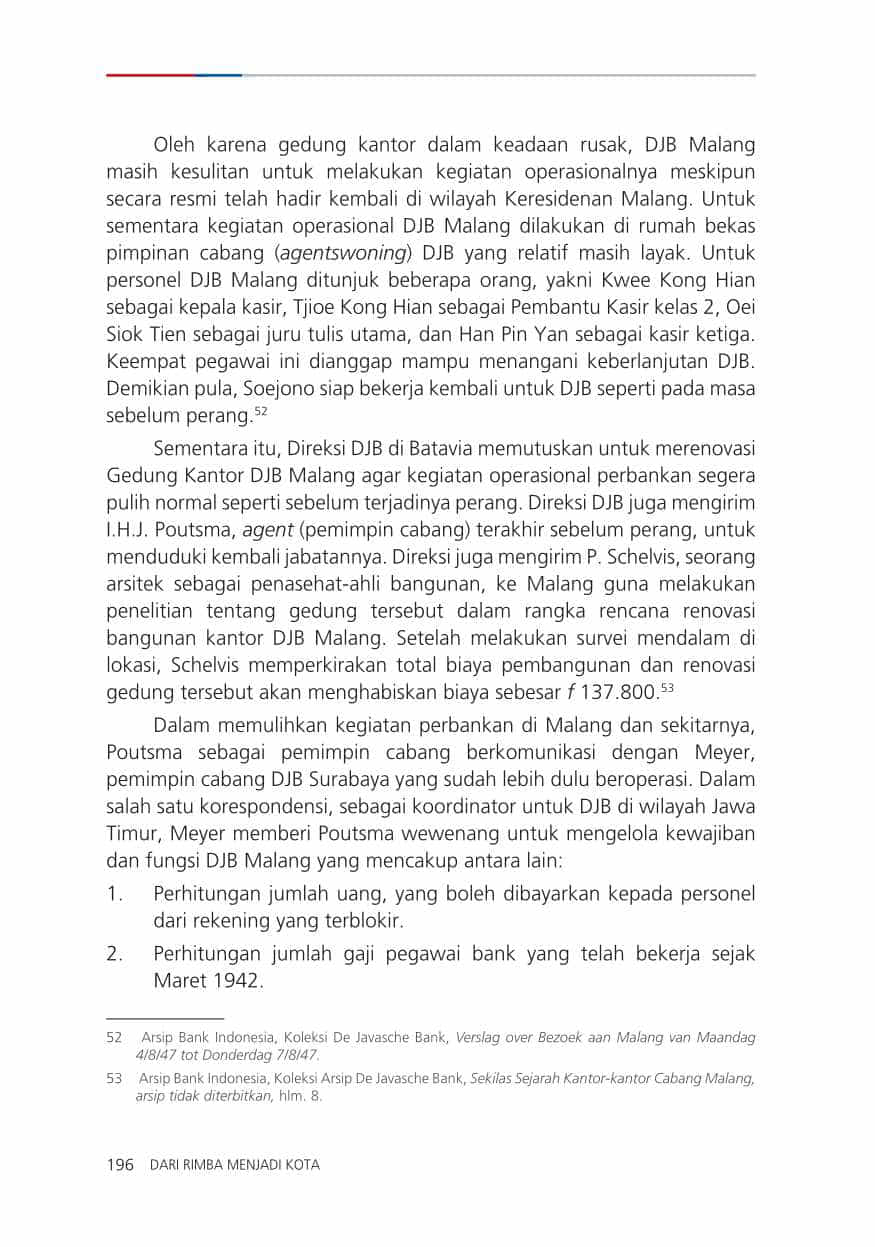 Oleh karena gedung kantor dalam keadaan rusak, DJB Malang
masih kesulitan untuk melakukan kegiatan operasionalnya meskipun
secara resmi telah hadir kembali di wilayah Keresidenan Malang. Untuk
sementara kegiatan operasional DJB Malang dilakukan di rumah bekas
pimpinan cabang (agentswoning) DJB yang relatif masih layak. Untuk
personel DJB Malang ditunjuk beberapa orang, yakni Kwee Kong Hian
sebagai kepala kasir, Tjioe Kong Hian sebagai Pembantu Kasir kelas 2, Oei
Siok Tien sebagai juru tulis utama, dan Han Pin Yan sebagai kasir ketiga.
Keempat pegawai ini dianggap mampu menangani keberlanjutan DJB.
Demikian pula, Soejono siap bekerja kembali untuk DJB seperti pada masa
sebelum perang.52
Sementara itu, Direksi DJB di Batavia memutuskan untuk merenovasi
Gedung Kantor DJB Malang agar kegiatan operasional perbankan segera
pulih normal seperti sebelum terjadinya perang. Direksi DJB juga mengirim
I.H.J. Poutsma, agent (pemimpin cabang) terakhir sebelum perang, untuk
menduduki kembali jabatannya. Direksi juga mengirim P. Schelvis, seorang
arsitek sebagai penasehat-ahli bangunan, ke Malang guna melakukan
penelitian tentang gedung tersebut dalam rangka rencana renovasi
bangunan kantor DJB Malang. Setelah melakukan survei mendalam di
lokasi, Schelvis memperkirakan total biaya pembangunan dan renovasi
gedung tersebut akan menghabiskan biaya sebesar f 137.800.53
Dalam memulihkan kegiatan perbankan di Malang dan sekitarnya,
Poutsma sebagai pemimpin cabang berkomunikasi dengan Meyer,
pemimpin cabang DJB Surabaya yang sudah lebih dulu beroperasi. Dalam
salah satu korespondensi, sebagai koordinator untuk DJB di wilayah Jawa
Timur, Meyer memberi Poutsma wewenang untuk mengelola kewajiban
dan fungsi DJB Malang yang mencakup antara lain:
1. Perhitungan jumlah uang, yang boleh dibayarkan kepada personel
dari rekening yang terblokir.
2. Perhitungan jumlah gaji pegawai bank yang telah bekerja sejak
Maret 1942.
52 Arsip Bank Indonesia, Koleksi De Javasche Bank, Verslag over Bezoek aan Malang van Maandag
4/8/47 tot Donderdag 7/8/47.
53 Arsip Bank Indonesia, Koleksi Arsip De Javasche Bank, Sekilas Sejarah Kantor-kantor Cabang Malang,
arsip tidak diterbitkan, hlm. 8.
196 DARI RIMBA MENJADI KOTA